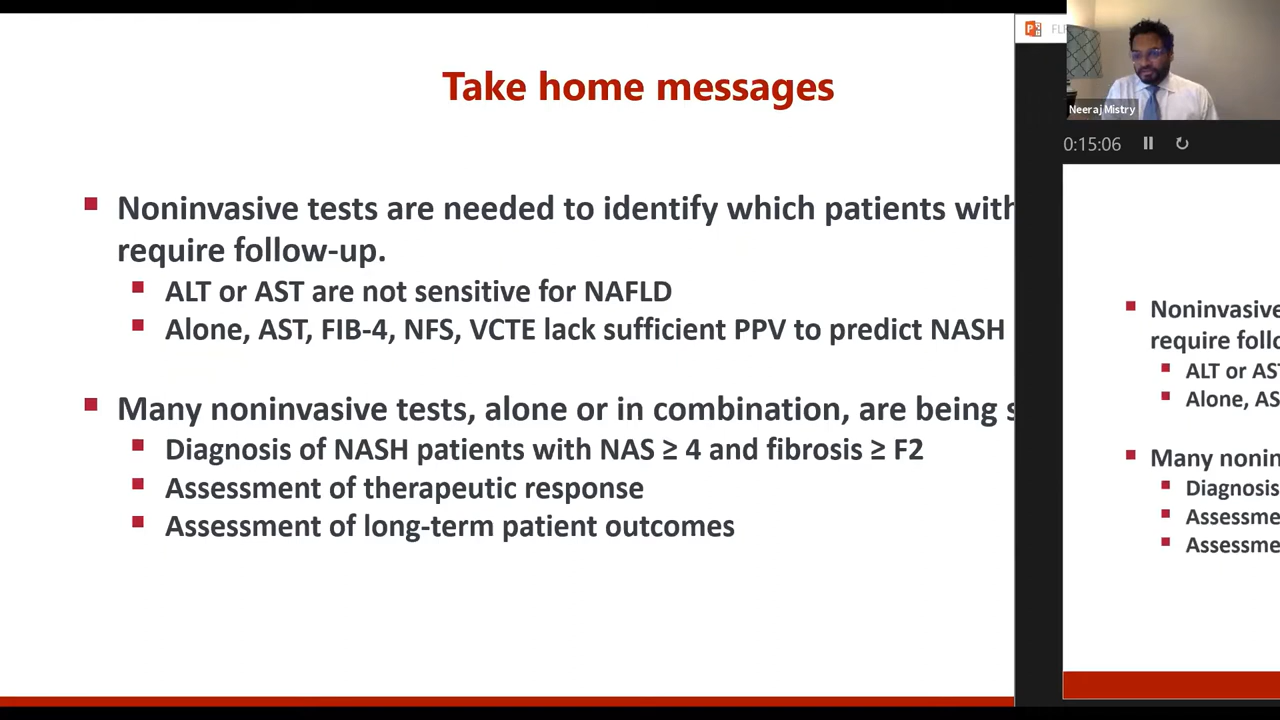 Take home messages
Noninvasive tests are needed to identify which patients with
require follow-up.
ALT or AST are not sensitive for NAFLD
Alone, AST, FIB-4, NFS, VCTE lack sufficient PPV to predict NASH
Many noninvasive tests, alone or in combination, are being
Diagnosis of NASH patients with NAS ≥ 4 and fibrosis ≥ F2
Assessment of therapeutic response
Assessment of long-term patient outcomes
Neeraj Mistry
0:15:06
Noninvasive
require follo
ALT or AS
Alone, AS
Many nonin
Diagnosis
Assessme
Assessme